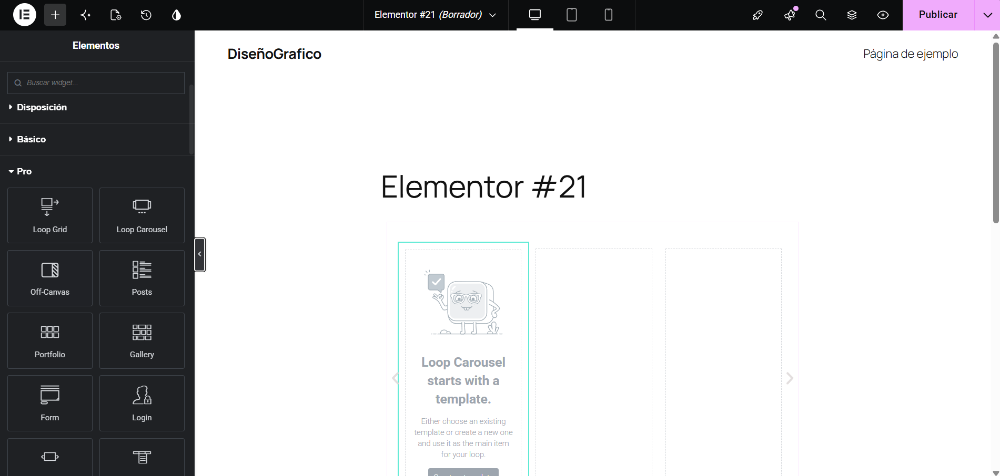 Elementor #21 (Borrador)
Publicar
Elementos
Buscar widget...
Disposición
Básico
Pro
Loop Grid
Loop Carousel
Off-Canvas
Posts
Portfolio
Gallery
Form
Login
DiseñoGrafico
Página de ejemplo
Elementor #21
Loop Carousel
starts with a
template.
Either choose an existing
template or create a new one
and use it as the main item
for your loop.